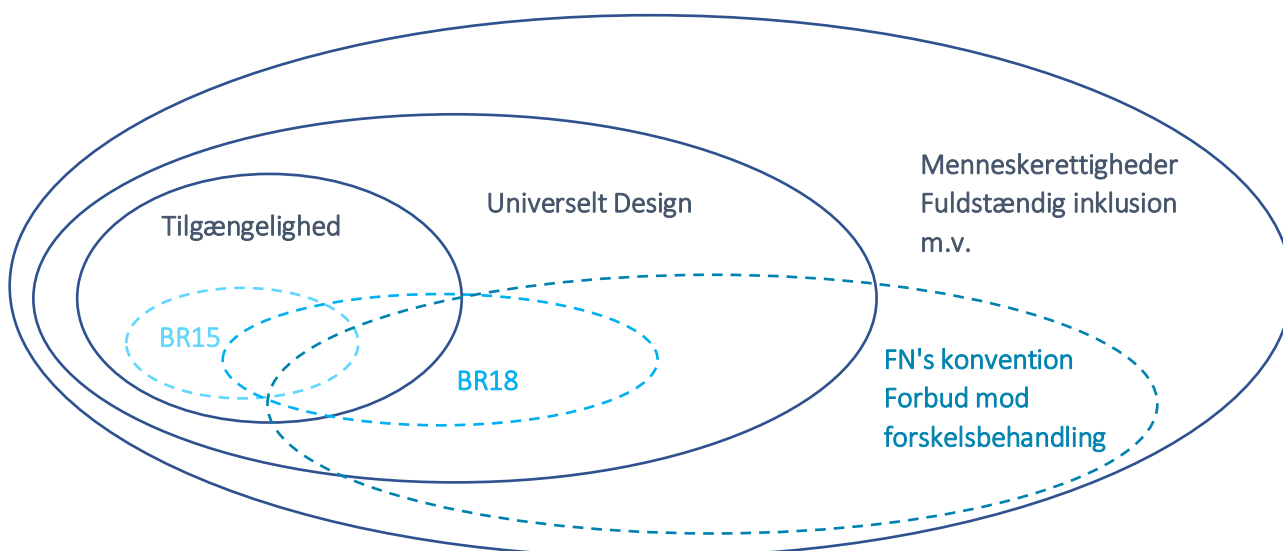 Menneskerettigheder
Fuldstændig inklusion
m.v.
Universelt Design
Tilgængelighed
BR15
BR18
FN's konvention
Forbud mod
forskelsbehandling